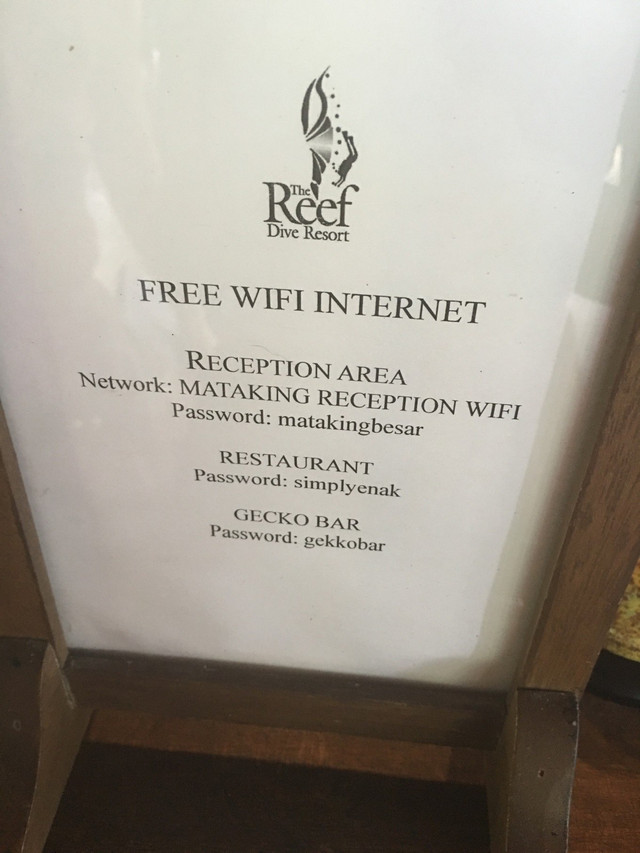 The
Reef
Dive Resort
FREE WIFI INTERNET
RECEPTION AREA
Network: MATAKING RECEPTION WIFI
Password: matakingbesar
RESTAURANT
Password: simplyenak
GECKO BAR
Password: gekkobar